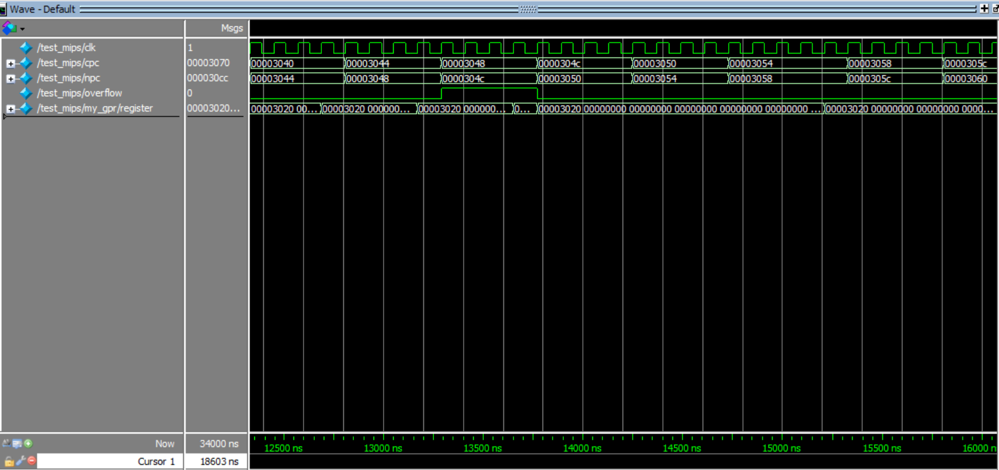 Wave - Default
Msgs
/test_mips/clk 1
/test_mips/cpc 00003070 00003040 00003044 00003048 0000304c 00003050 00003054 00003058 0000305c
/test_mips/npc 000030cc 00003044 00003048 0000304c 00003050 00003054 00003058 0000305c 00003060
/test_mips/overflow 0
/test_mips/my_gpr/register 00003020... 00003020 00... 00003020 000000... 00003020 000000... 0... 00003020 00000000 00000000 00000000 00000000 00000000 ... 00003020 00000000 00000000 0000...
Now 34000 ns 12500 ns 13000 ns 13500 ns 14000 ns 14500 ns 15000 ns 15500 ns 16000 n
Cursor 1 18603 ns